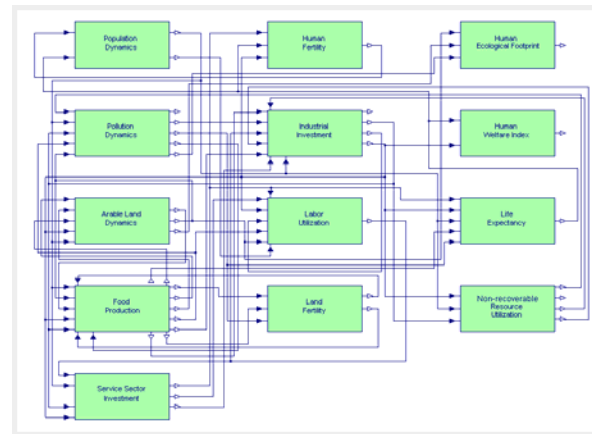 Population
Dynamics
Human
Fertility
Human
Ecological Footprint
Pollution
Dynamics
Industrial
Investment
Human
Welfare Index
Arable Land
Dynamics
Labor
Utilization
Life
Expectancy
Food
Production
Land
Fertility
Non-recoverable
Resource
Utilization
Service Sector
Investment